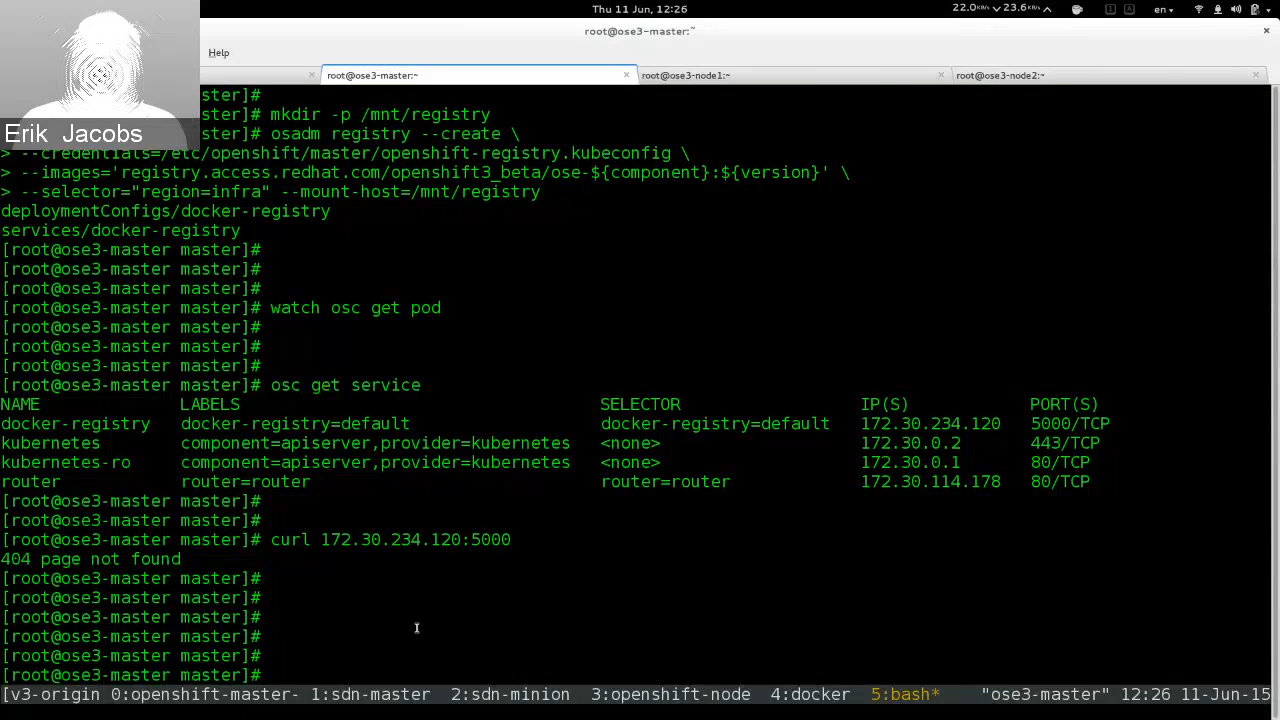 Thu 11 Jun, 12:26
22.0KB/s
23.6KB/s
en
root@ose3-master:~
Help
root@ose3-master:~
root@ose3-node1:~
root@ose3-node2:~
Erik Jacobs
ster]#
ster]# mkdir -p /mnt/registry
ster]# osadm registry --create \
> --credentials=/etc/openshift/master/openshift-registry.kubeconfig \
> --images='registry.access.redhat.com/openshift3_beta/ose-${component}:${version}' \
> --selector="region=infra" --mount-host=/mnt/registry
deploymentConfigs/docker-registry
services/docker-registry
[root@ose3-master master]#
[root@ose3-master master]#
[root@ose3-master master]#
[root@ose3-master master]# watch osc get pod
[root@ose3-master master]#
[root@ose3-master master]#
[root@ose3-master master]#
[root@ose3-master master]# osc get service
NAME LABELS SELECTOR IP(S) PORT(S)
docker-registry docker-registry=default docker-registry=default 172.30.234.120 5000/TCP
kubernetes component=apiserver,provider=kubernetes <none> 172.30.0.2 443/TCP
kubernetes-ro component=apiserver,provider=kubernetes <none> 172.30.0.1 80/TCP
router router=router router=router 172.30.114.178 80/TCP
[root@ose3-master master]#
[root@ose3-master master]#
[root@ose3-master master]# curl 172.30.234.120:5000
404 page not found
[root@ose3-master master]#
[root@ose3-master master]#
[root@ose3-master master]#
[root@ose3-master master]#
[root@ose3-master master]#
[root@ose3-master master]#
[v3-origin 0:openshift-master- 1:sdn-master 2:sdn-minion 3:openshift-node 4:docker 5:bash* "ose3-master" 12:26 11-Jun-15